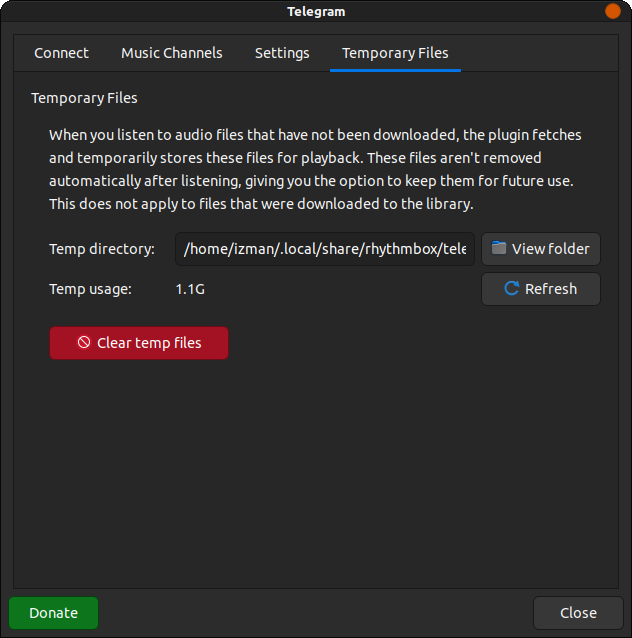 Telegram
Connect Music Channels Settings Temporary Files
Temporary Files
When you listen to audio files that have not been downloaded, the plugin fetches
and temporarily stores these files for playback. These files aren't removed
automatically after listening, giving you the option to keep them for future use.
This does not apply to files that were downloaded to the library.
Temp directory: /home/izman/.local/share/rhythmbox/tele View folder
Temp usage: 1.1G Refresh
Clear temp files
Donate Close